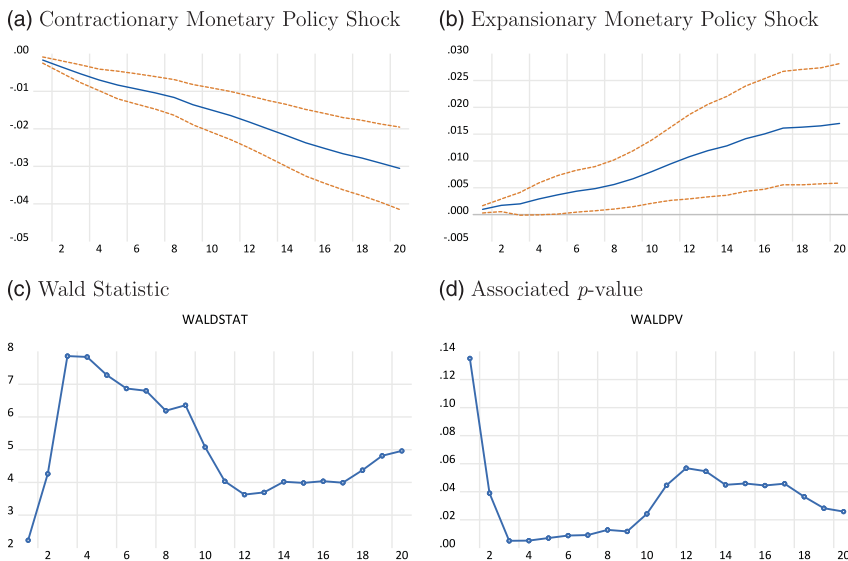 (a) Contractionary Monetary Policy Shock
.00
-.01
-.02
-.03
-.04
-.05
2 4 6 8 10 12 14 16 18 20
(b) Expansionary Monetary Policy Shock
.030
.025
.020
.015
.010
.005
.000
-.005
2 4 6 8 10 12 14 16 18 20
(c) Wald Statistic
WALDSTAT
8
7
6
5
4
3
2
2 4 6 8 10 12 14 16 18 20
(d) Associated p-value
WALDPV
.14
.12
.10
.08
.06
.04
.02
.00
2 4 6 8 10 12 14 16 18 20